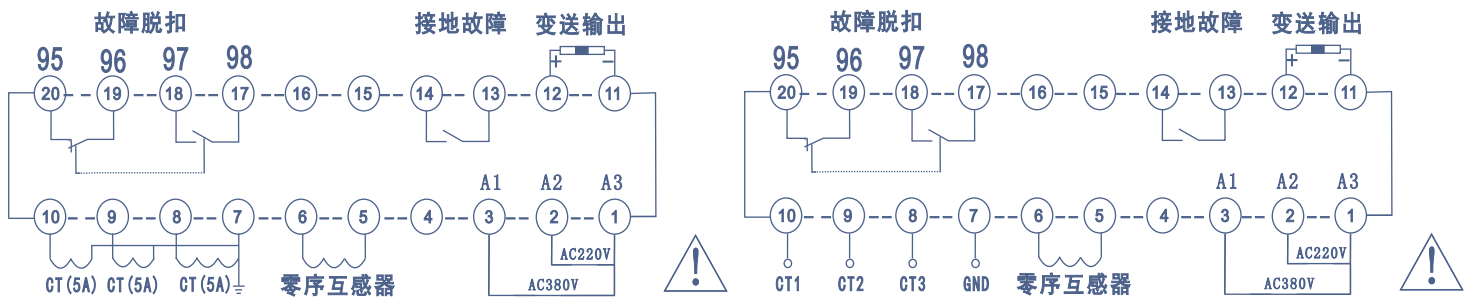 故障脱扣 接地故障 变送输出 故障脱扣 接地故障 变送输出
95 96 97 98 + − 95 96 97 98 + −
20 19 18 17 16 15 14 13 12 11 20 19 18 17 16 15 14 13 12 11
A1 A2 A3 A1 A2 A3
10 9 8 7 6 5 4 3 2 1 10 9 8 7 6 5 4 3 2 1
AC220V AC220V
CT(5A) CT(5A) CT(5A) 零序互感器 AC380V ! CT1 CT2 CT3 GND 零序互感器 AC380V !